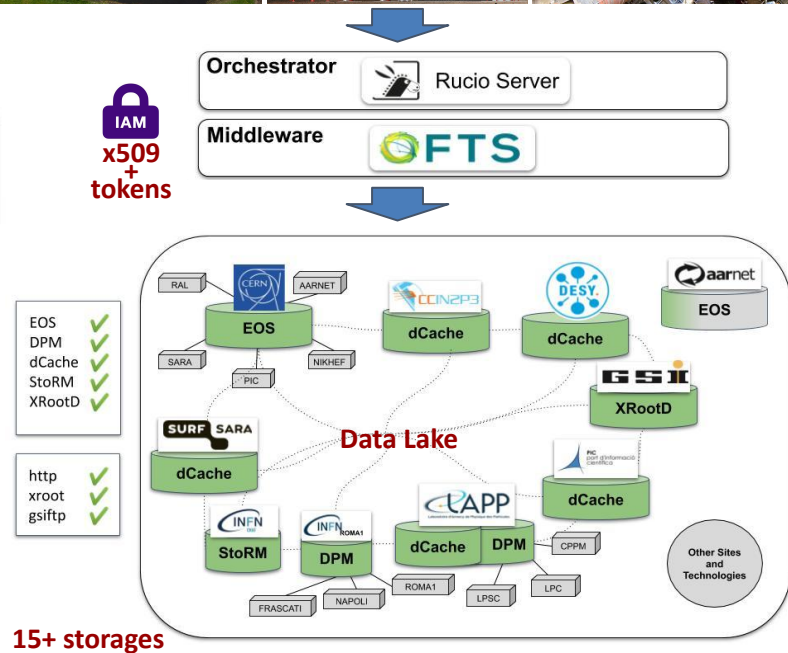 Orchestrator
Rucio Server
IAM
x509
+
tokens
Middleware
FTS
RAL
CERN
AARNET
EOS
SARA
PIC
NIKHEF
CCIN2P3
dCache
DESY.
dCache
aarnet
EOS
EOS
DPM
dCache
StoRM
XRootD
GSI
XRootD
SURF SARA
dCache
Data Lake
PIC
port d'informació
científica
dCache
http
xroot
gsiftp
INFN
StoRM
INFN
ROMA1
DPM
LAPP
dCache
DPM
CPPM
LPC
LPSC
ROMA1
NAPOLI
FRASCATI
Other Sites
and
Technologies
15+ storages